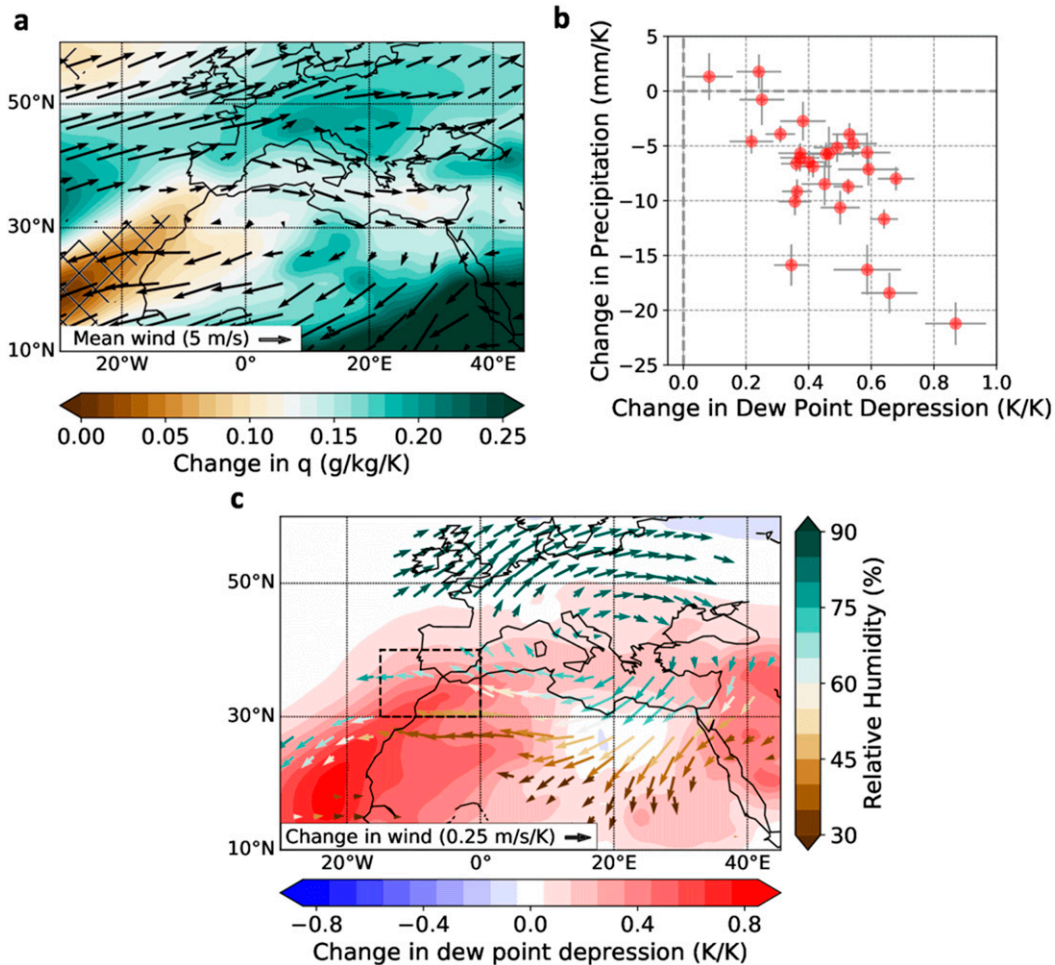 a
50°N
30°N
10°N
Mean wind (5 m/s)
20°W 0° 20°E 40°E
0.00 0.05 0.10 0.15 0.20 0.25
Change in q (g/kg/K)
b
Change in Precipitation (mm/K)
5
0
−5
−10
−15
−20
−25
0.0 0.2 0.4 0.6 0.8 1.0
Change in Dew Point Depression (K/K)
c
50°N
30°N
10°N
Change in wind (0.25 m/s/K)
20°W 0° 20°E 40°E
90
75
60
45
30
Relative Humidity (%)
−0.8 −0.4 0.0 0.4 0.8
Change in dew point depression (K/K)